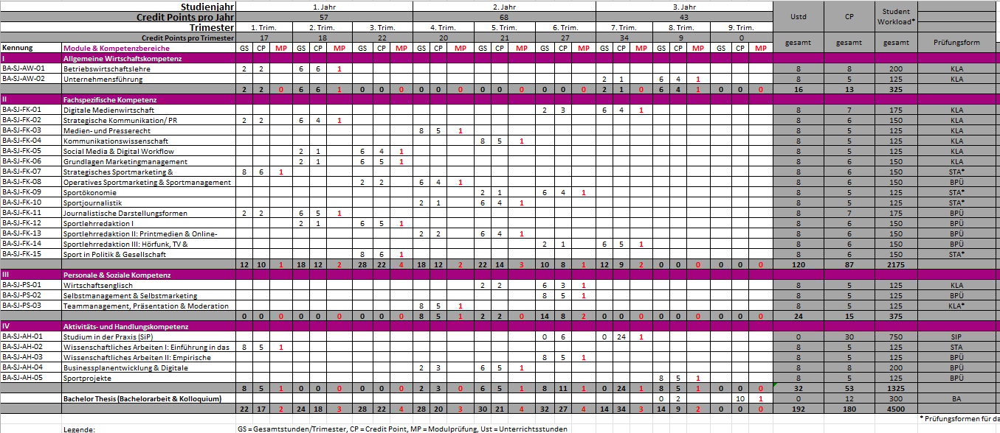 Studienjahr 1. Jahr 2. Jahr 3. Jahr
Credit Points pro Jahr 57 68 43 Ustd CP Student Workload*
Trimester 1. Trim. 2. Trim. 3. Trim. 4. Trim. 5. Trim. 6. Trim. 7. Trim. 8. Trim. 9. Trim.
Credit Points pro Trimester 17 18 22 20 21 27 34 9 0 gesamt gesamt gesamt Prüfungsform
Kennung Module & Kompetenzbereiche GS CP MP GS CP MP GS CP MP GS CP MP GS CP MP GS CP MP GS CP MP GS CP MP GS CP MP
I Allgemeine Wirtschaftskompetenz
BA-SJ-AW-01 Betriebswirtschaftslehre 2 2 6 6 1 8 8 200 KLA
BA-SJ-AW-02 Unternehmensführung 2 1 6 4 1 8 5 125 KLA
2 2 0 6 6 1 0 0 0 0 0 0 0 0 0 0 0 0 2 1 0 6 4 1 0 0 0 16 13 325
II Fachspezifische Kompetenz
BA-SJ-FK-01 Digitale Medienwirtschaft 2 3 6 4 1 8 7 175 KLA
BA-SJ-FK-02 Strategische Kommunikation/ PR 2 2 6 4 1 8 6 150 KLA
BA-SJ-FK-03 Medien- und Presserecht 8 5 1 8 5 125 KLA
BA-SJ-FK-04 Kommunikationswissenschaft 8 5 1 8 5 125 KLA
BA-SJ-FK-05 Social Media & Digital Workflow 2 1 6 4 1 8 5 125 KLA
BA-SJ-FK-06 Grundlagen Marketingmanagement 2 1 6 5 1 8 6 150 KLA
BA-SJ-FK-07 Strategisches Sportmarketing & 8 6 1 8 6 150 STA*
BA-SJ-FK-08 Operatives Sportmarketing & Sportmanagement 2 2 6 4 1 8 6 150 BPÜ
BA-SJ-FK-09 Sportökonomie 2 1 6 4 1 8 5 125 STA*
BA-SJ-FK-10 Sportjournalistik 2 1 6 4 1 8 5 125 STA*
BA-SJ-FK-11 Journalistische Darstellungsformen 2 2 6 5 1 8 7 175 BPÜ
BA-SJ-FK-12 Sportlehrredaktion I 2 1 6 5 1 8 6 150 BPÜ
BA-SJ-FK-13 Sportlehrredaktion II: Printmedien & Online- 2 2 6 4 1 8 6 150 BPÜ
BA-SJ-FK-14 Sportlehrredaktion III: Hörfunk, TV & 2 1 6 5 1 8 6 150 BPÜ
BA-SJ-FK-15 Sport in Politik & Gesellschaft 8 6 1 8 6 150 STA*
12 10 1 18 12 2 28 22 4 18 12 2 22 14 3 10 8 1 12 9 2 0 0 0 0 0 0 120 87 2175
III Personale & Soziale Kompetenz
BA-SJ-PS-01 Wirtschaftsenglisch 2 2 6 3 1 8 5 125 KLA
BA-SJ-PS-02 Selbstmanagement & Selbstmarketing 8 5 1 8 5 125 BPÜ
BA-SJ-PS-03 Teammanagement, Präsentation & Moderation 8 5 1 8 5 125 KLA*
0 0 0 0 0 0 0 0 0 8 5 1 2 2 0 14 8 2 0 0 0 0 0 0 0 0 0 24 15 375
IV Aktivitäts- und Handlungskompetenz
BA-SJ-AH-01 Studium in der Praxis (SiP) 0 6 0 24 1 0 30 750 SIP
BA-SJ-AH-02 Wissenschaftliches Arbeiten I: Einführung in das 8 5 1 8 5 125 STA
BA-SJ-AH-03 Wissenschaftliches Arbeiten II: Empirische 8 5 1 8 5 125 BPÜ
BA-SJ-AH-04 Businessplanentwicklung & Digitale 2 3 6 5 1 8 8 200 BPÜ
BA-SJ-AH-05 Sportprojekte 8 5 1 8 5 125 BPÜ
8 5 1 0 0 0 0 0 0 2 3 0 6 5 1 8 11 1 0 24 1 8 5 1 0 0 0 32 53 1325
Bachelor Thesis (Bachelorarbeit & Kolloquium) 0 2 10 1 0 12 300 BA
22 17 2 24 18 3 28 22 4 28 20 3 30 21 4 32 27 4 14 34 3 14 9 2 0 0 0 192 180 4500
* Prüfungsformen für da
Legende: GS = Gesamtstunden/Trimester, CP = Credit Point, MP = Modulprüfung, Ust = Unterrichtsstunden